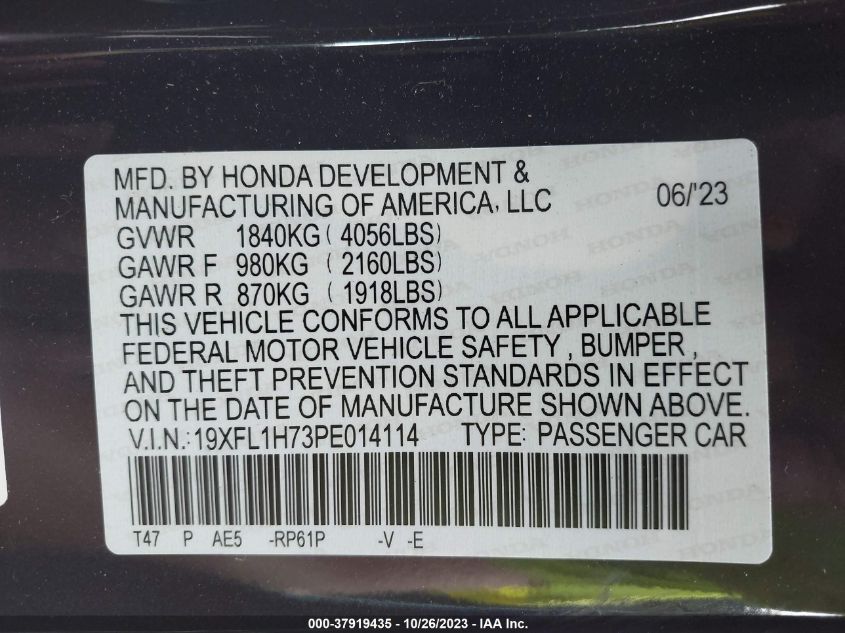 MFD. BY HONDA DEVELOPMENT &
MANUFACTURING OF AMERICA, LLC 06/'23
GVWR 1840KG ( 4056LBS)
GAWR F 980KG ( 2160LBS)
GAWR R 870KG ( 1918LBS)
THIS VEHICLE CONFORMS TO ALL APPLICABLE
FEDERAL MOTOR VEHICLE SAFETY , BUMPER ,
AND THEFT PREVENTION STANDARDS IN EFFECT
ON THE DATE OF MANUFACTURE SHOWN ABOVE.
V.I.N.:19XFL1H73PE014114 TYPE: PASSENGER CAR
T47 P AE5 -RP61P -V -E
000-37919435 - 10/26/2023 - IAA Inc.